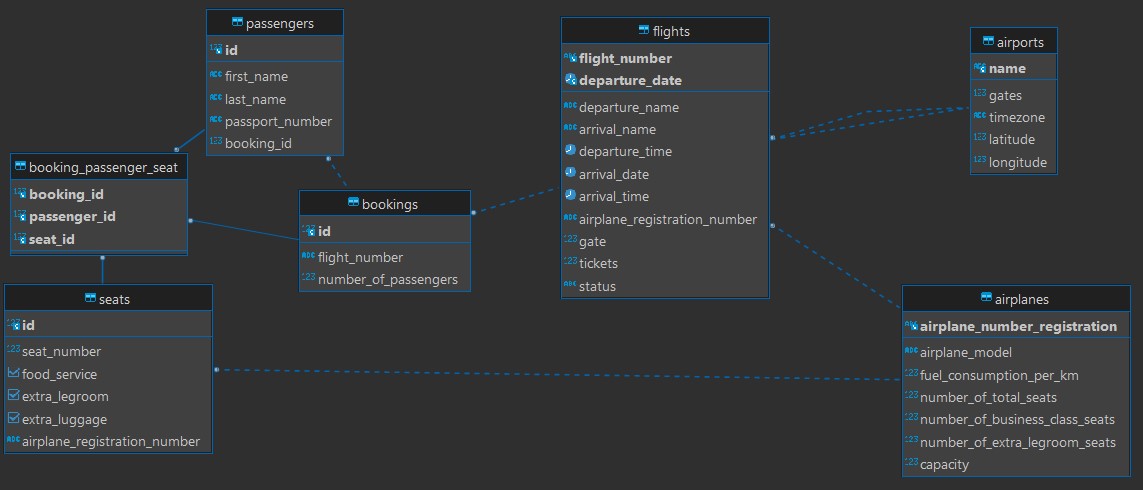 passengers
id
first_name
last_name
passport_number
booking_id
booking_passenger_seat
booking_id
passenger_id
seat_id
bookings
id
flight_number
number_of_passengers
seats
id
seat_number
food_service
extra_legroom
extra_luggage
airplane_registration_number
flights
flight_number
departure_date
departure_name
arrival_name
departure_time
arrival_date
arrival_time
airplane_registration_number
gate
tickets
status
airports
name
gates
timezone
latitude
longitude
airplanes
airplane_number_registration
airplane_model
fuel_consumption_per_km
number_of_total_seats
number_of_business_class_seats
number_of_extra_legroom_seats
capacity